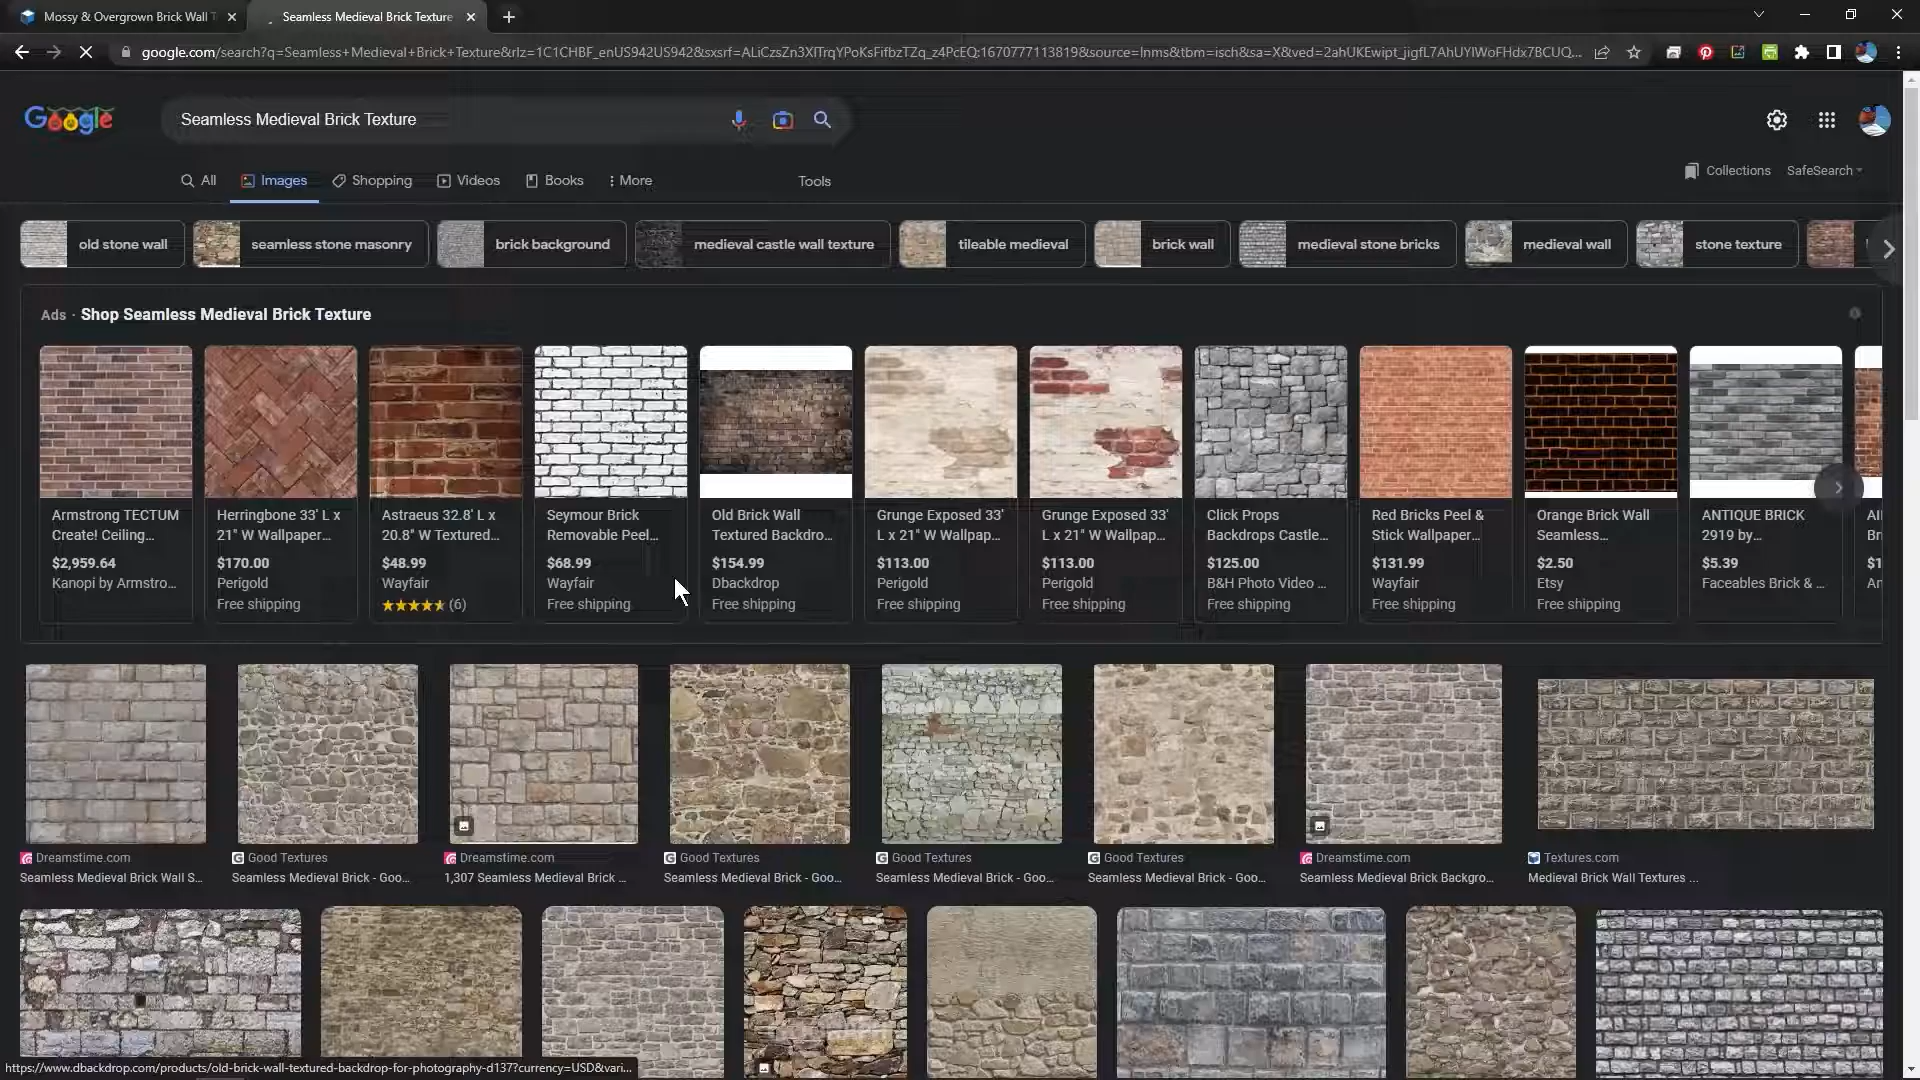 Mossy & Overgrown Brick Wall T
Seamless Medieval Brick Texture
google.com/search?q=Seamless+Medieval+Brick+Texture&rlz=1C1CHBF_enUS942US942&sxsrf=ALiCzsZn3XlTrqYPoKsFifbzTZq_z4PcEQ:1670777113819&source=lnms&tbm=isch&sa=X&ved=2ahUKEwipt_jigfL7AhUYIWoFHdx7BCUQ...
Google
Seamless Medieval Brick Texture
All
Images
Shopping
Videos
Books
More
Tools
Collections
SafeSearch
old stone wall
seamless stone masonry
brick background
medieval castle wall texture
tileable medieval
brick wall
medieval stone bricks
medieval wall
stone texture
Ads · Shop Seamless Medieval Brick Texture
Armstrong TECTUM
Create! Ceiling...
$2,959.64
Kanopi by Armstro...
Herringbone 33' L x
21" W Wallpaper...
$170.00
Perigold
Free shipping
Astraeus 32.8' L x
20.8" W Textured...
$48.99
Wayfair
(6)
Seymour Brick
Removable Peel...
$68.99
Wayfair
Free shipping
Old Brick Wall
Textured Backdro...
$154.99
Dbackdrop
Free shipping
Grunge Exposed 33'
L x 21" W Wallpap...
$113.00
Perigold
Free shipping
Grunge Exposed 33'
L x 21" W Wallpap...
$113.00
Perigold
Free shipping
Click Props
Backdrops Castle...
$125.00
B&H Photo Video ...
Free shipping
Red Bricks Peel &
Stick Wallpaper...
$131.99
Wayfair
Free shipping
Orange Brick Wall
Seamless...
$2.50
Etsy
Free shipping
ANTIQUE BRICK
2919 by...
$5.39
Faceables Brick & ...
Br
$1
Dreamstime.com
Seamless Medieval Brick Wall S...
Good Textures
Seamless Medieval Brick - Goo...
Dreamstime.com
1,307 Seamless Medieval Brick ...
Good Textures
Seamless Medieval Brick - Goo...
Good Textures
Seamless Medieval Brick - Goo...
Good Textures
Seamless Medieval Brick - Goo...
Dreamstime.com
Seamless Medieval Brick Backgro...
Textures.com
Medieval Brick Wall Textures ...
https://www.dbackdrop.com/products/old-brick-wall-textured-backdrop-for-photography-d137?currency=USD&vari...